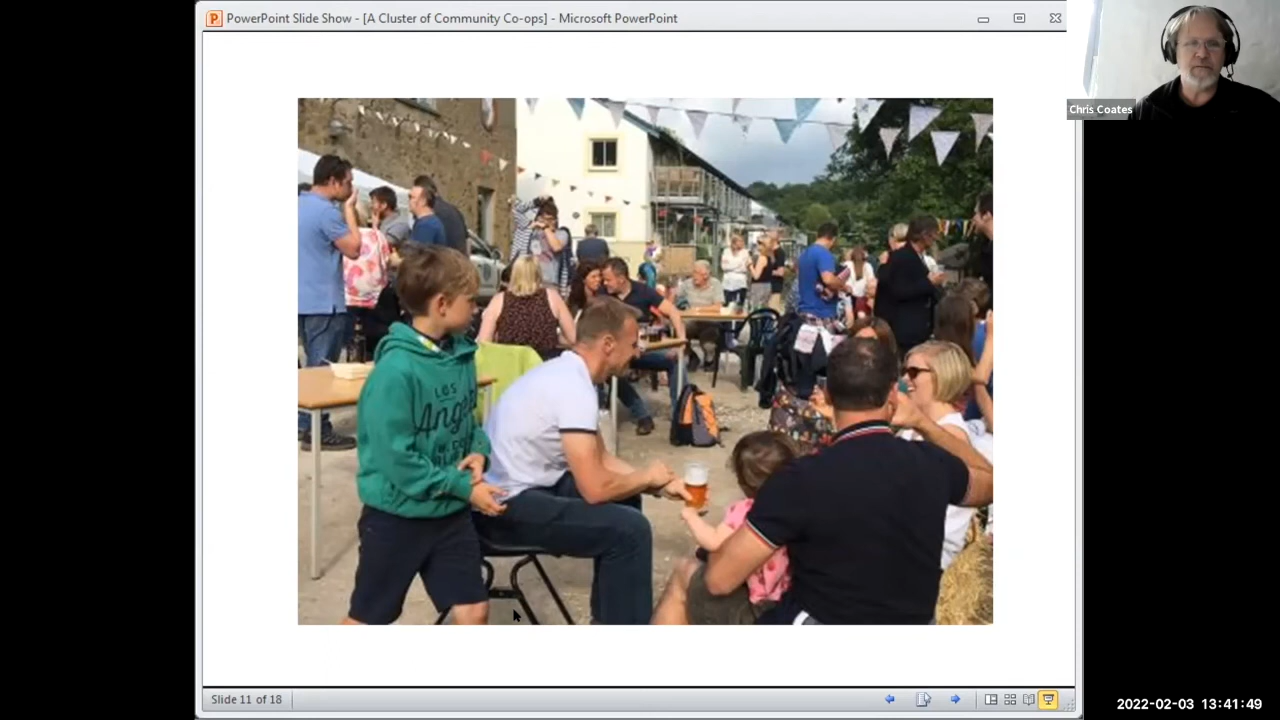 PowerPoint Slide Show - [A Cluster of Community Co-ops] - Microsoft PowerPoint
Chris Coates
LOS
Slide 11 of 18
2022-02-03 13:41:49